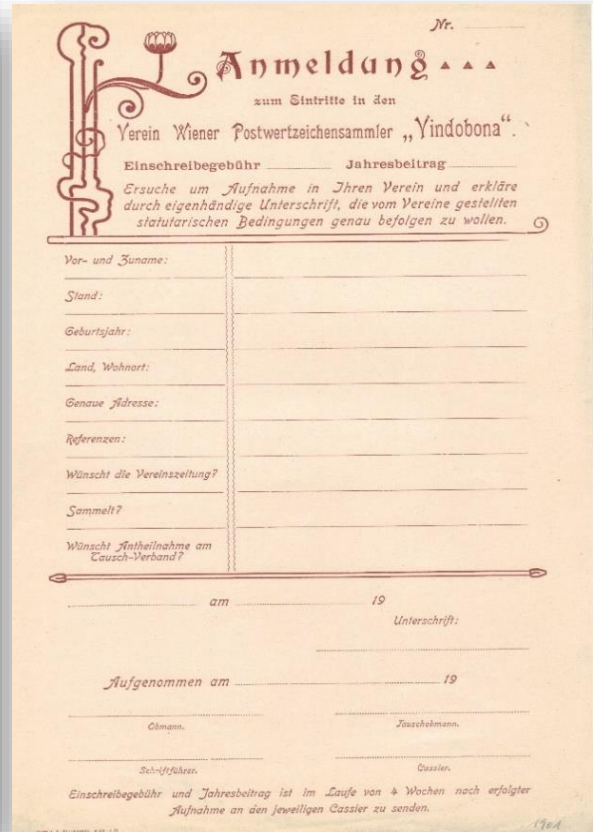 Nr.
Anmeldung
zum Eintritte in den
Verein Wiener Postwertzeichensammler „Vindobona“.
Einschreibegebühr Jahresbeitrag
Ersuche um Aufnahme in Ihren Verein und erkläre
durch eigenhändige Unterschrift, die vom Vereine gestellten
statutarischen Bedingungen genau befolgen zu wollen.
Vor- und Zuname:
Stand:
Geburtsjahr:
Land, Wohnort:
Genaue Adresse:
Referenzen:
Wünscht die Vereinszeitung?
Sammelt?
Wünscht Antheilnahme am
Tausch-Verband?
am 19
Unterschrift:
Aufgenommen am 19
Obmann. Tauschobmann.
Schriftführer. Cassier.
Einschreibegebühr und Jahresbeitrag ist im Laufe von 4 Wochen nach erfolgter
Aufnahme an den jeweiligen Cassier zu senden.
1901